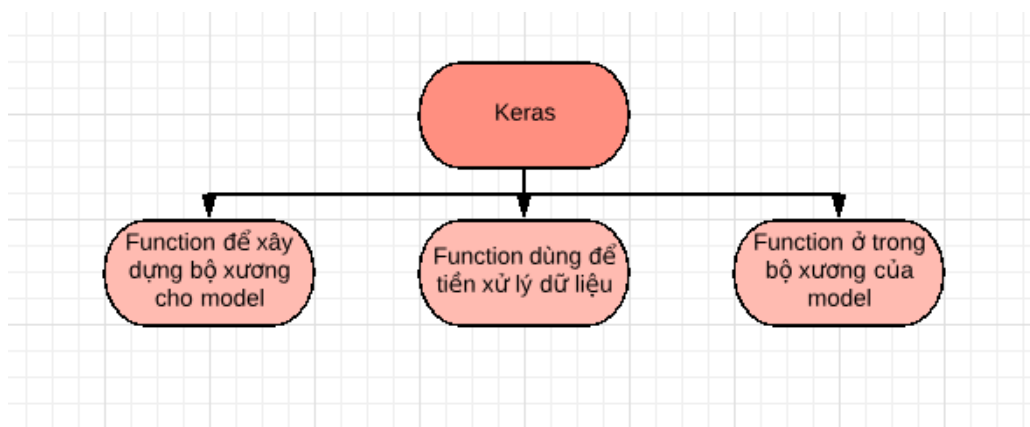 Keras
Function để xây
dựng bộ xương
cho model
Function dùng để
tiền xử lý dữ liệu
Function ở trong
bộ xương của
model